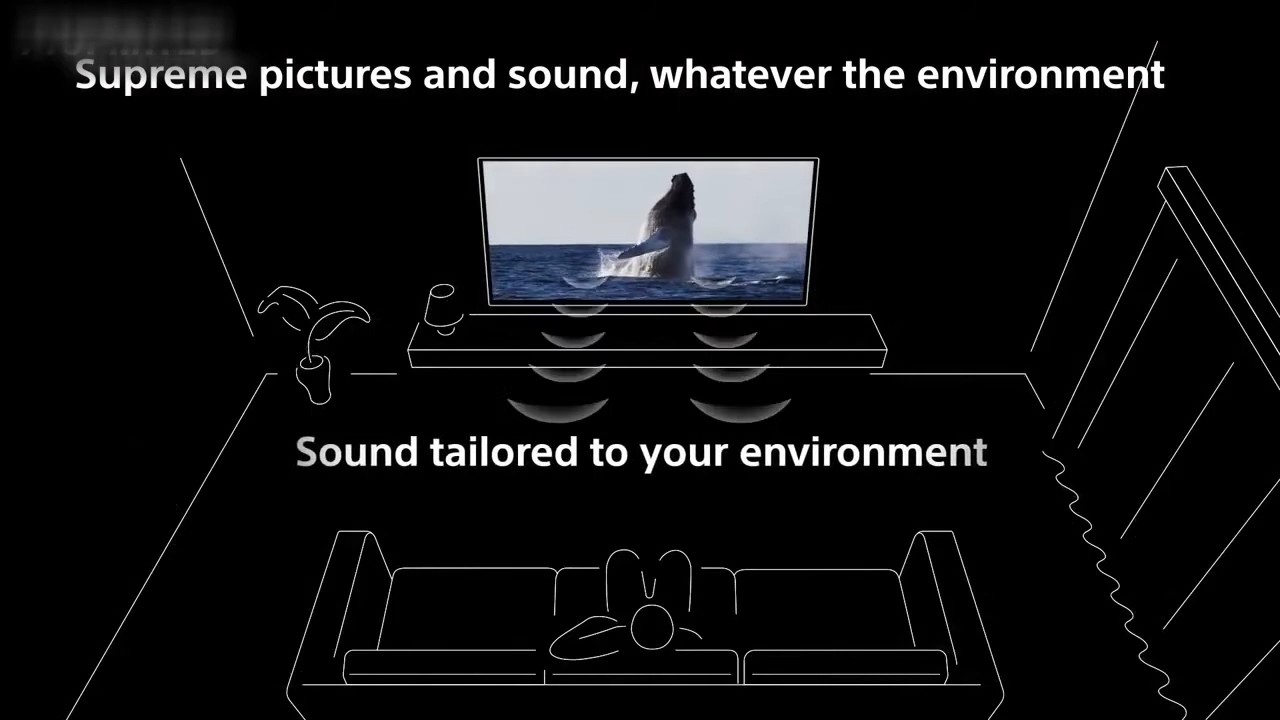 Supreme pictures and sound, whatever the environment
Sound tailored to your environment